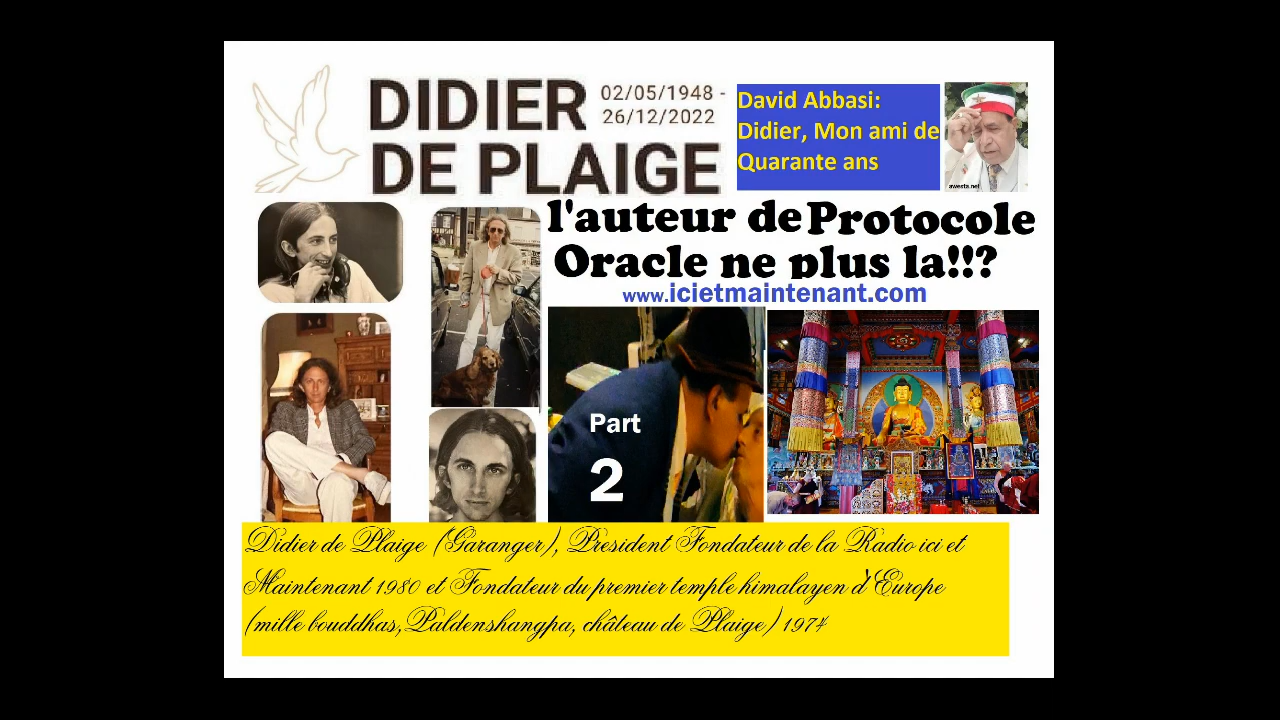 DIDIER
DE PLAIGE
02/05/1948 -
26/12/2022
David Abbasi:
Didier, Mon ami de
Quarante ans
awesta.net
l'auteur de Protocole
Oracle ne plus la!!?
www.icietmaintenant.com
Part
2
Didier de Plaige (Garanger), President Fondateur de la Radio ici et
Maintenant 1980 et Fondateur du premier temple himalayen d'Europe
(mille bouddhas,Paldenshangpa, château de Plaige) 1974